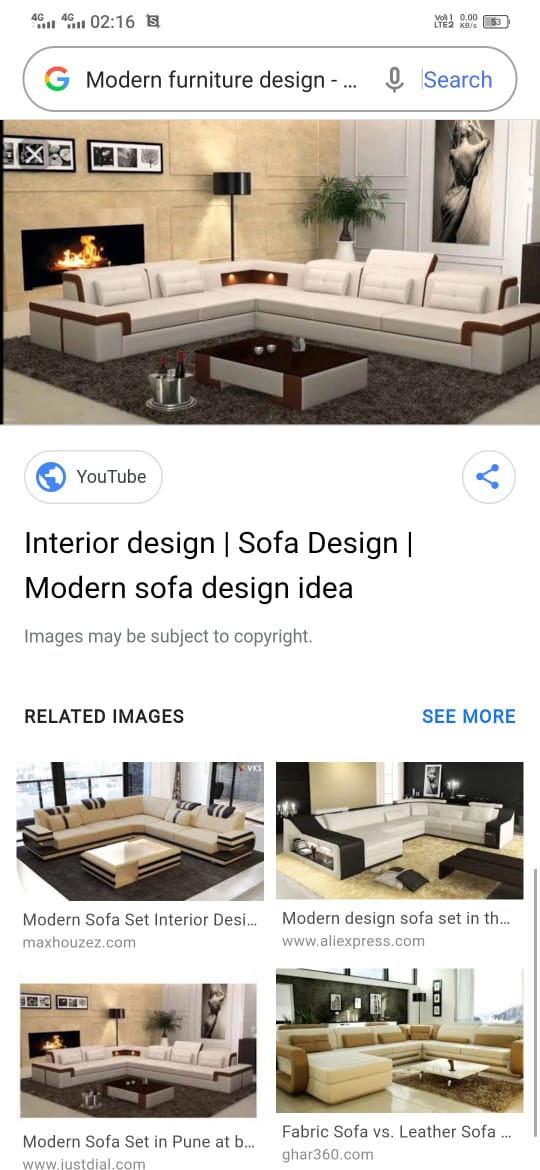 4G 4G 02:16
Vo) 1 LTE2 0.00 KB/s 53
Modern furniture design - ...
Search
YouTube
Interior design | Sofa Design |
Modern sofa design idea
Images may be subject to copyright.
RELATED IMAGES
SEE MORE
VKS
Modern Sofa Set Interior Desi...
maxhouzez.com
Modern design sofa set in th...
www.aliexpress.com
Modern Sofa Set in Pune at b...
www.justdial.com
Fabric Sofa vs. Leather Sofa ...
ghar360.com